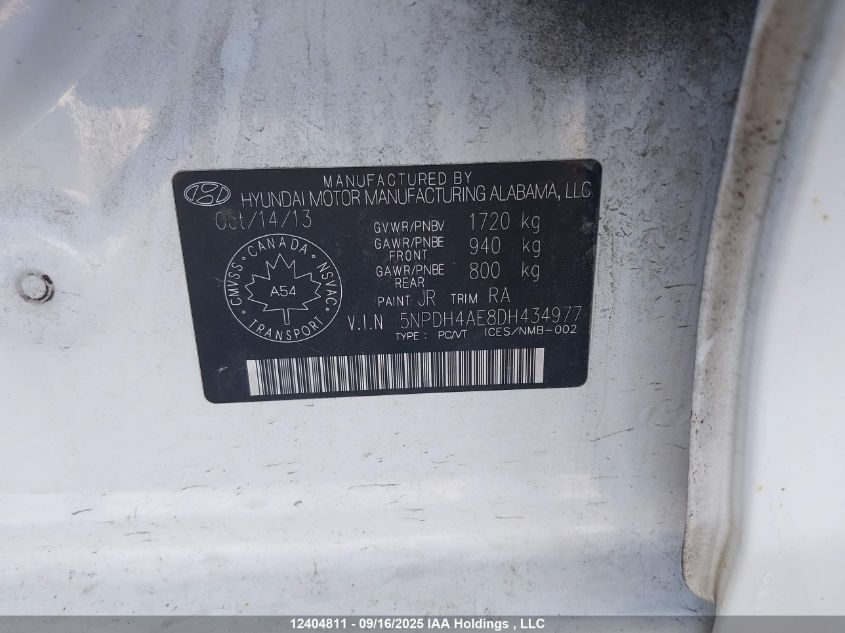 MANUFACTURED BY
HYUNDAI MOTOR MANUFACTURING ALABAMA, LLC
Oct/14/13
GVWR/PNBV 1720 kg
GAWR/PNBE FRONT 940 kg
GAWR/PNBE REAR 800 kg
PAINT JR TRIM RA
V.I.N 5NPDH4AE8DH434977
TYPE : PC/VT ICES/NMB-002
CANADA
CMVSS NSVAC
A54
TRANSPORT
12404811 - 09/16/2025 IAA Holdings , LLC